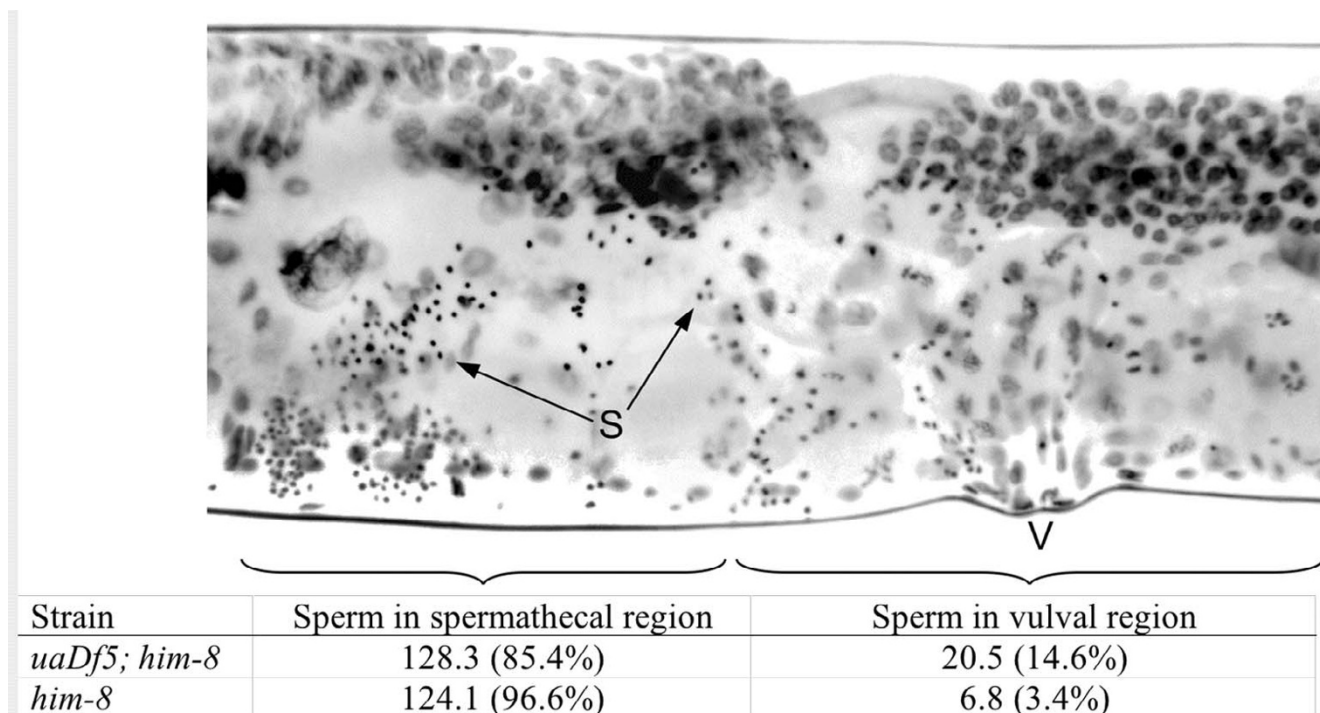 S
V
Strain Sperm in spermathecal region Sperm in vulval region
uaDf5; him-8 128.3 (85.4%) 20.5 (14.6%)
him-8 124.1 (96.6%) 6.8 (3.4%)